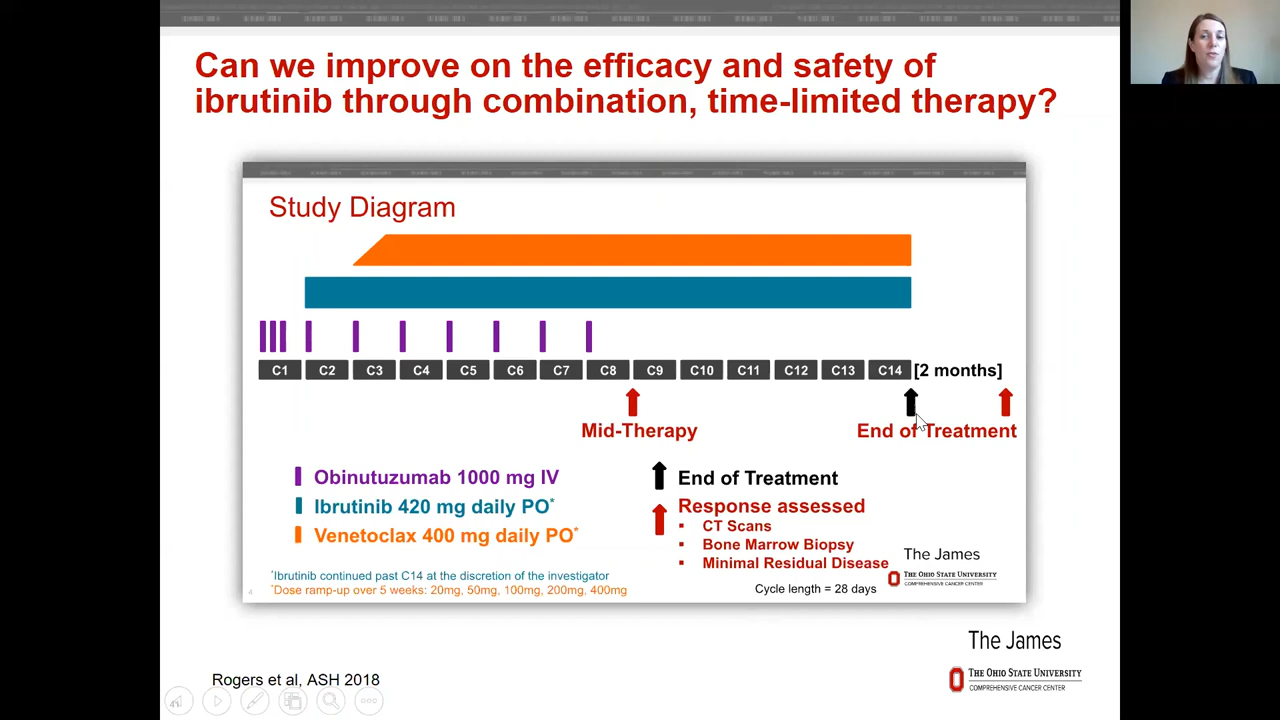 Can we improve on the efficacy and safety of
ibrutinib through combination, time-limited therapy?
Study Diagram
C1 C2 C3 C4 C5 C6 C7 C8 C9 C10 C11 C12 C13 C14 [2 months]
Mid-Therapy
End of Treatment
Obinutuzumab 1000 mg IV
Ibrutinib 420 mg daily PO*
Venetoclax 400 mg daily PO*
End of Treatment
Response assessed
▪ CT Scans
▪ Bone Marrow Biopsy
▪ Minimal Residual Disease
*Ibrutinib continued past C14 at the discretion of the investigator
*Dose ramp-up over 5 weeks: 20mg, 50mg, 100mg, 200mg, 400mg
Cycle length = 28 days
The James
THE OHIO STATE UNIVERSITY
COMPREHENSIVE CANCER CENTER
4
The James
THE OHIO STATE UNIVERSITY
COMPREHENSIVE CANCER CENTER
Rogers et al, ASH 2018